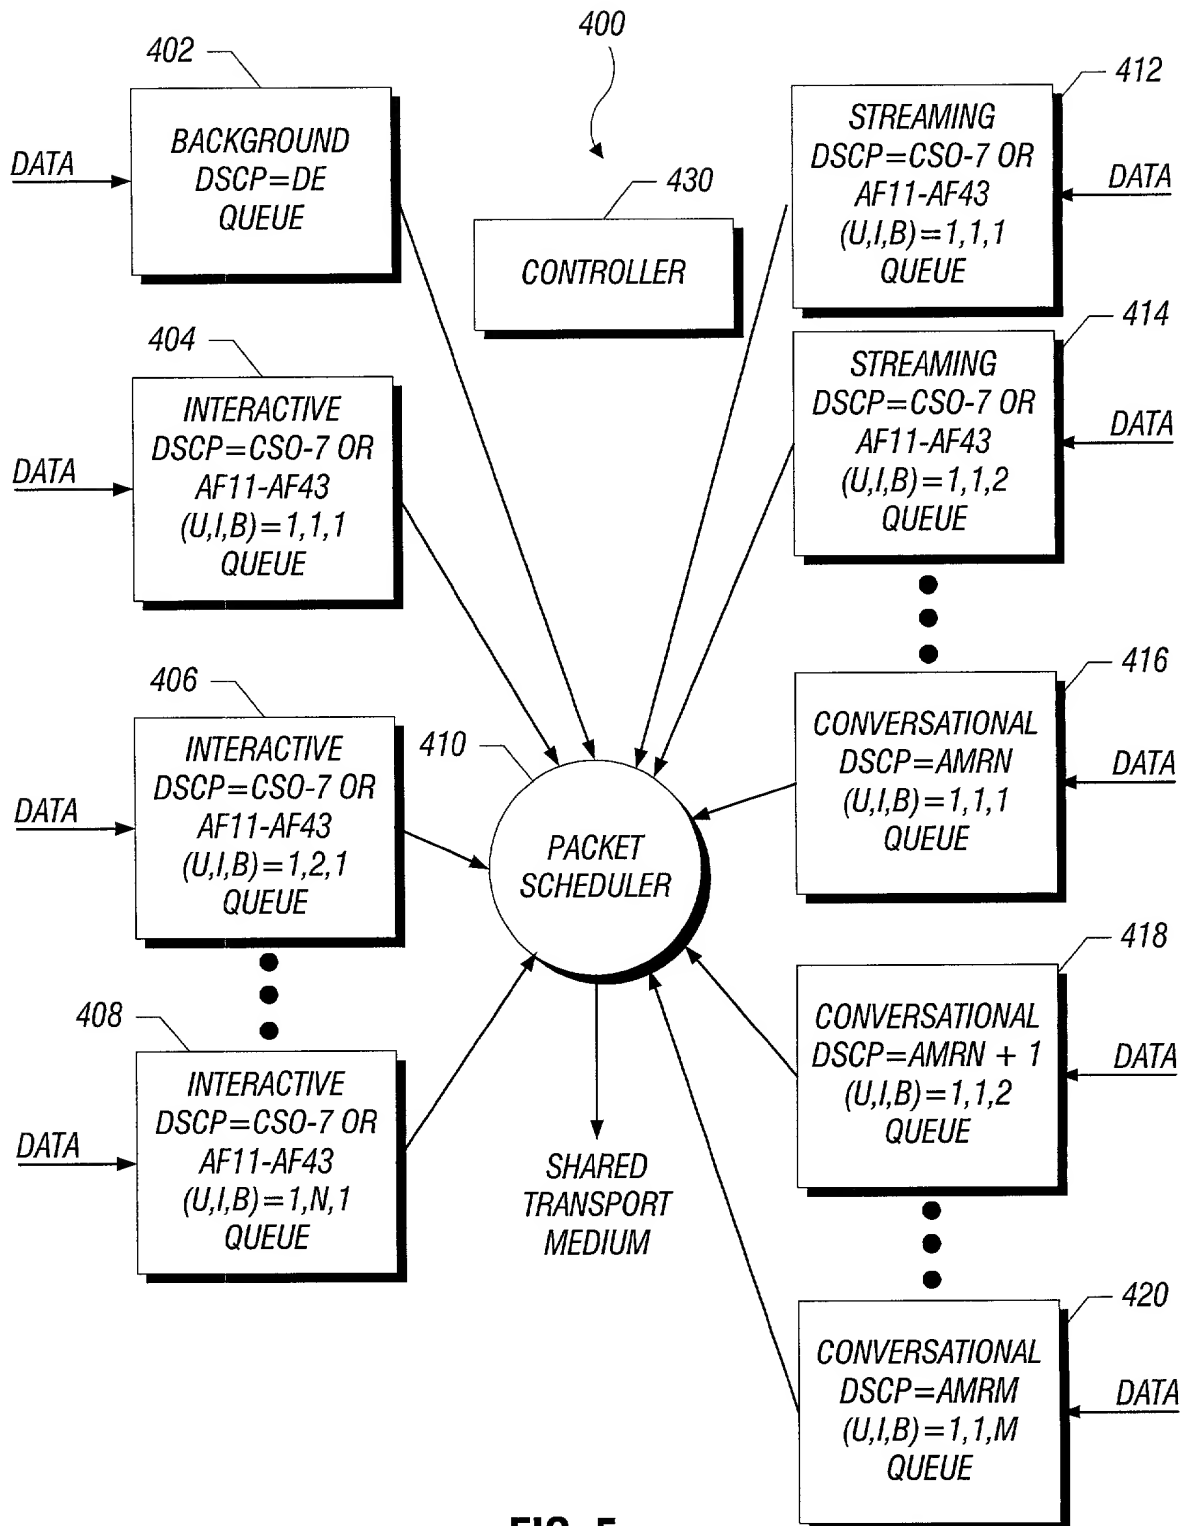 400
402
BACKGROUND
DSCP=DE
QUEUE
DATA
430
CONTROLLER
412
STREAMING
DSCP=CSO-7 OR
AF11-AF43
(U,I,B)=1,1,1
QUEUE
DATA
404
INTERACTIVE
DSCP=CSO-7 OR
AF11-AF43
(U,I,B)=1,1,1
QUEUE
DATA
414
STREAMING
DSCP=CSO-7 OR
AF11-AF43
(U,I,B)=1,1,2
QUEUE
DATA
406
INTERACTIVE
DSCP=CSO-7 OR
AF11-AF43
(U,I,B)=1,2,1
QUEUE
DATA
410
PACKET
SCHEDULER
416
CONVERSATIONAL
DSCP=AMRN
(U,I,B)=1,1,1
QUEUE
DATA
408
INTERACTIVE
DSCP=CSO-7 OR
AF11-AF43
(U,I,B)=1,N,1
QUEUE
DATA
SHARED
TRANSPORT
MEDIUM
418
CONVERSATIONAL
DSCP=AMRN + 1
(U,I,B)=1,1,2
QUEUE
DATA
420
CONVERSATIONAL
DSCP=AMRM
(U,I,B)=1,1,M
QUEUE
DATA